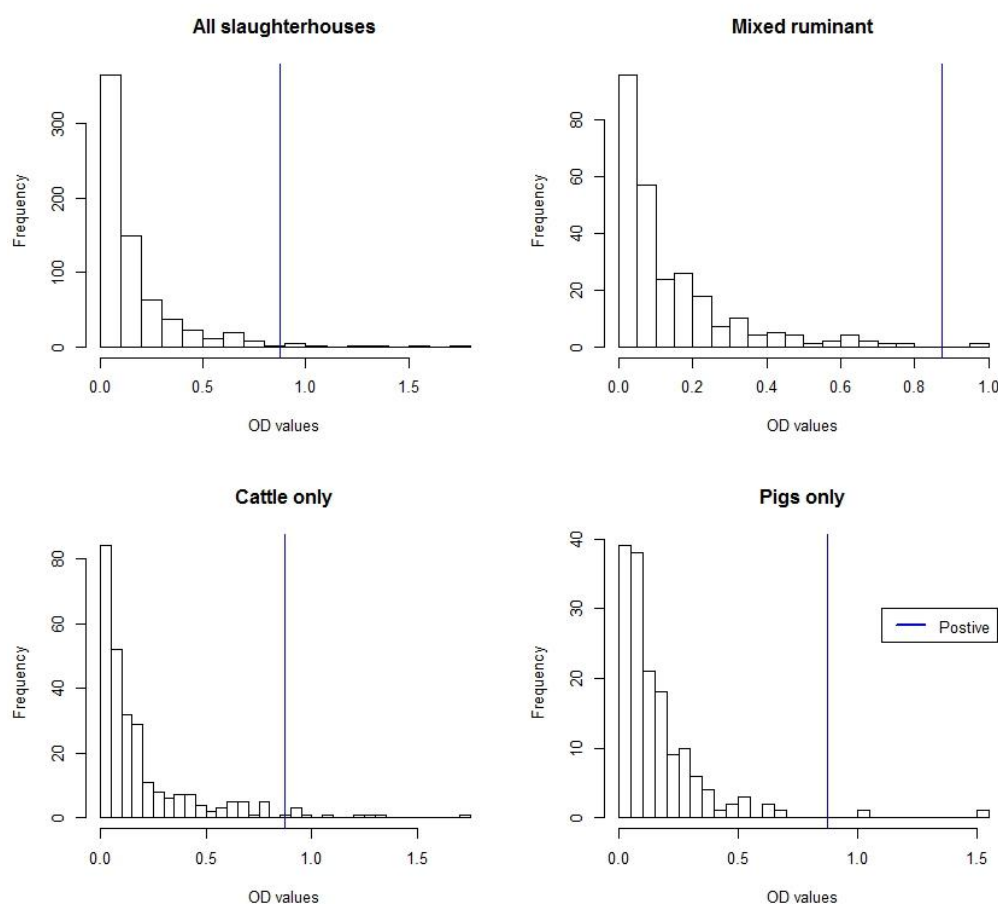 All slaughterhouses
Frequency
0 100 200 300
0.0 0.5 1.0 1.5
OD values
Mixed ruminant
Frequency
0 20 40 60 80
0.0 0.2 0.4 0.6 0.8 1.0
OD values
Cattle only
Frequency
0 20 40 60 80
0.0 0.5 1.0 1.5
OD values
Pigs only
Frequency
0 10 20 30 40
0.0 0.5 1.0 1.5
OD values
Postive